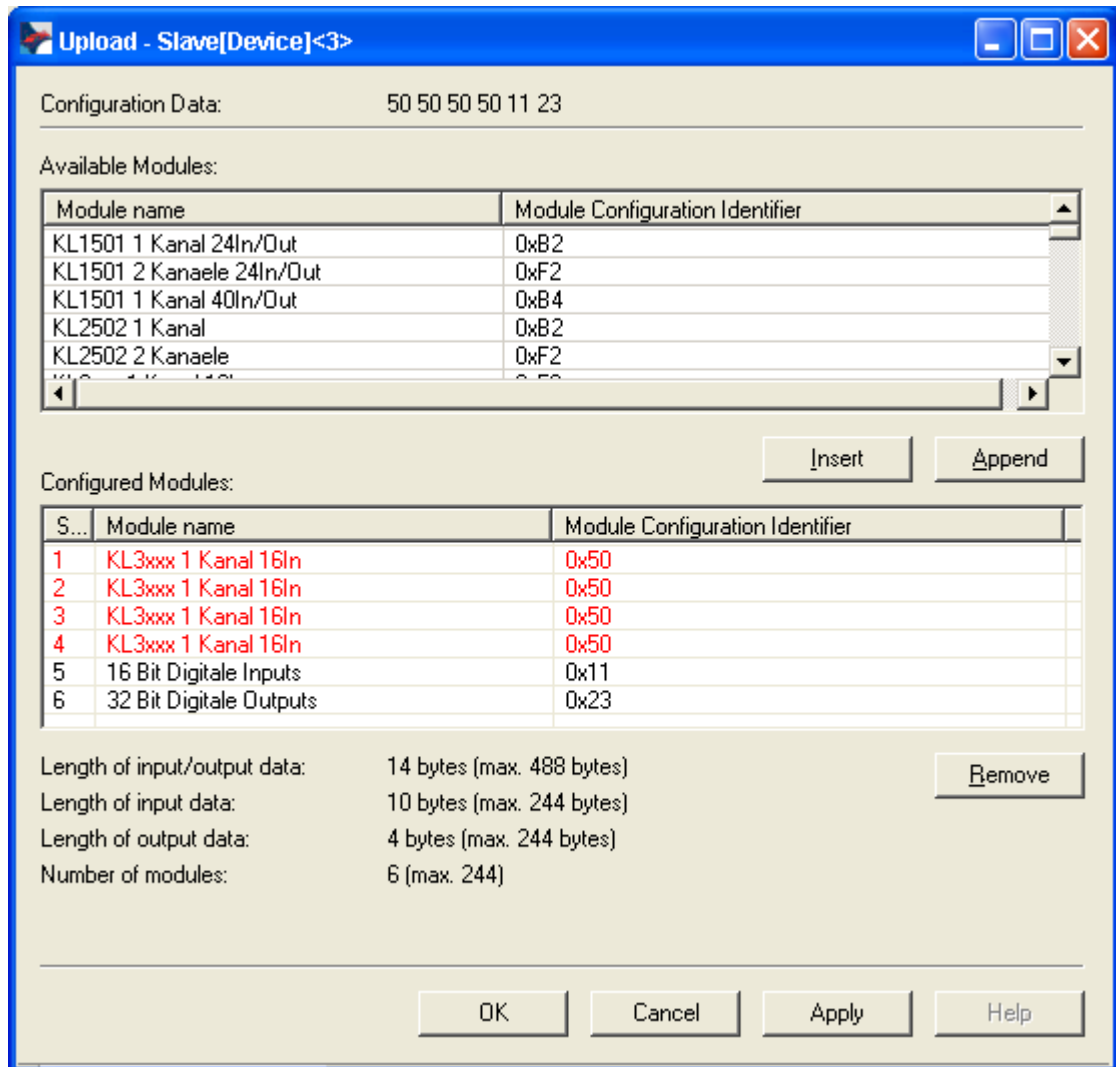 Upload - Slave[Device]<3>
Configuration Data: 50 50 50 50 11 23
Available Modules:
Module name Module Configuration Identifier
KL1501 1 Kanal 24In/Out 0xB2
KL1501 2 Kanaele 24In/Out 0xF2
KL1501 1 Kanal 40In/Out 0xB4
KL2502 1 Kanal 0xB2
KL2502 2 Kanaele 0xF2
Insert Append
Configured Modules:
S... Module name Module Configuration Identifier
1 KL3xxx 1 Kanal 16In 0x50
2 KL3xxx 1 Kanal 16In 0x50
3 KL3xxx 1 Kanal 16In 0x50
4 KL3xxx 1 Kanal 16In 0x50
5 16 Bit Digitale Inputs 0x11
6 32 Bit Digitale Outputs 0x23
Length of input/output data: 14 bytes (max. 488 bytes)
Remove
Length of input data: 10 bytes (max. 244 bytes)
Length of output data: 4 bytes (max. 244 bytes)
Number of modules: 6 (max. 244)
OK Cancel Apply Help